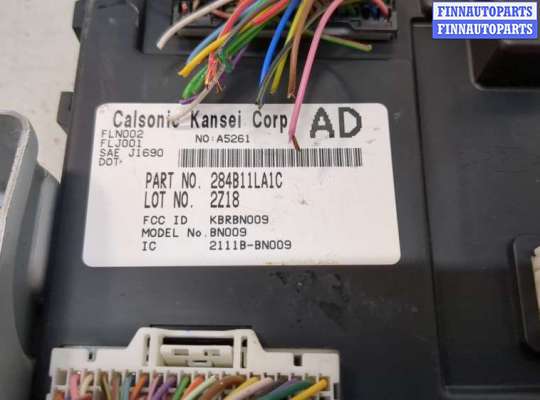 FINNAUTOPARTS
FINNAUTOPARTS
Calsonic Kansei Corp
AD
FLN002
FLJ001
NO:A5261
SAE J1690
DOT-
PART NO. 284B11LA1C
LOT NO. 2Z18
FCC ID KBRBN009
MODEL No. BN009
IC 2111B-BN009